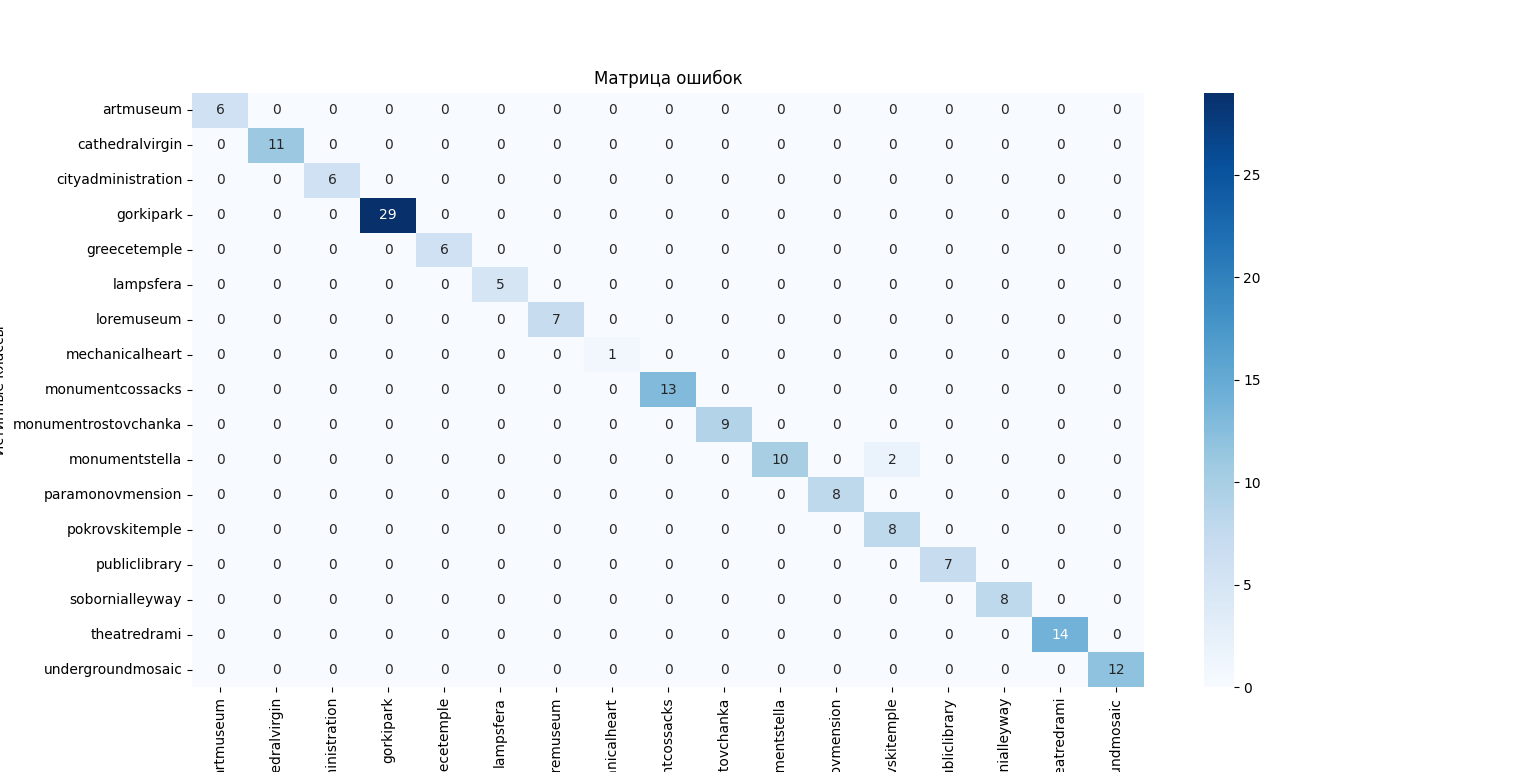 Матрица ошибок
artmuseum 6 0 0 0 0 0 0 0 0 0 0 0 0 0 0 0 0
cathedralvirgin 0 11 0 0 0 0 0 0 0 0 0 0 0 0 0 0 0
cityadministration 0 0 6 0 0 0 0 0 0 0 0 0 0 0 0 0 0
gorkipark 0 0 0 29 0 0 0 0 0 0 0 0 0 0 0 0 0
greecetemple 0 0 0 0 6 0 0 0 0 0 0 0 0 0 0 0 0
lampsfera 0 0 0 0 0 5 0 0 0 0 0 0 0 0 0 0 0
loremuseum 0 0 0 0 0 0 7 0 0 0 0 0 0 0 0 0 0
mechanicalheart 0 0 0 0 0 0 0 1 0 0 0 0 0 0 0 0 0
monumentcossacks 0 0 0 0 0 0 0 0 13 0 0 0 0 0 0 0 0
monumentrostovchanka 0 0 0 0 0 0 0 0 0 9 0 0 0 0 0 0 0
monumentstella 0 0 0 0 0 0 0 0 0 0 10 0 2 0 0 0 0
paramonovmension 0 0 0 0 0 0 0 0 0 0 0 8 0 0 0 0 0
pokrovskitemple 0 0 0 0 0 0 0 0 0 0 0 0 8 0 0 0 0
publiclibrary 0 0 0 0 0 0 0 0 0 0 0 0 0 7 0 0 0
sobornialleyway 0 0 0 0 0 0 0 0 0 0 0 0 0 0 8 0 0
theatredrami 0 0 0 0 0 0 0 0 0 0 0 0 0 0 0 14 0
undergroundmosaic 0 0 0 0 0 0 0 0 0 0 0 0 0 0 0 0 12
gorkipark
lampsfera
25
20
15
10
5
0